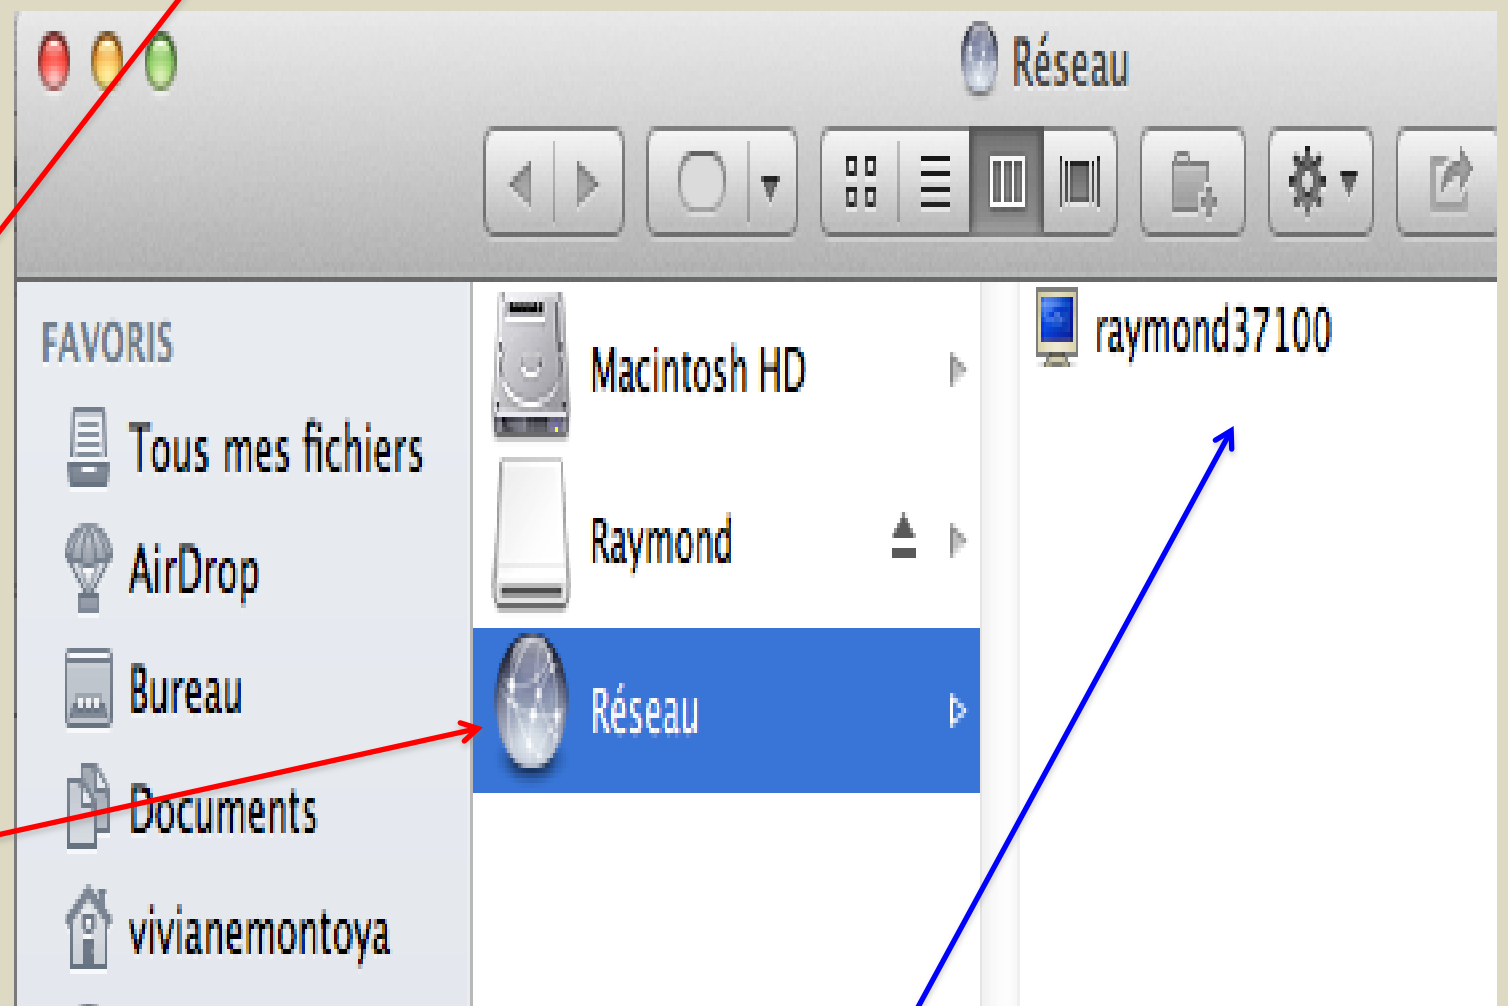 Réseau
FAVORIS
Tous mes fichiers
AirDrop
Bureau
Documents
vivianemontoya
Macintosh HD
Raymond
Réseau
raymond37100